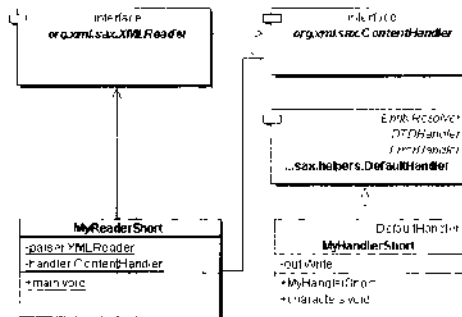 interface
org.xml.sax.XMLReader
interface
org.xml.sax.ContentHandler
EntityResolver
DTDHandler
ErrorHandler
...sax.helpers.DefaultHandler
MyReaderShort
-parser:XMLReader
-handler:ContentHandler
+main:void
DefaultHandler
MyHandlerShort
-out:Write
+MyHandlerShort
+characters:void